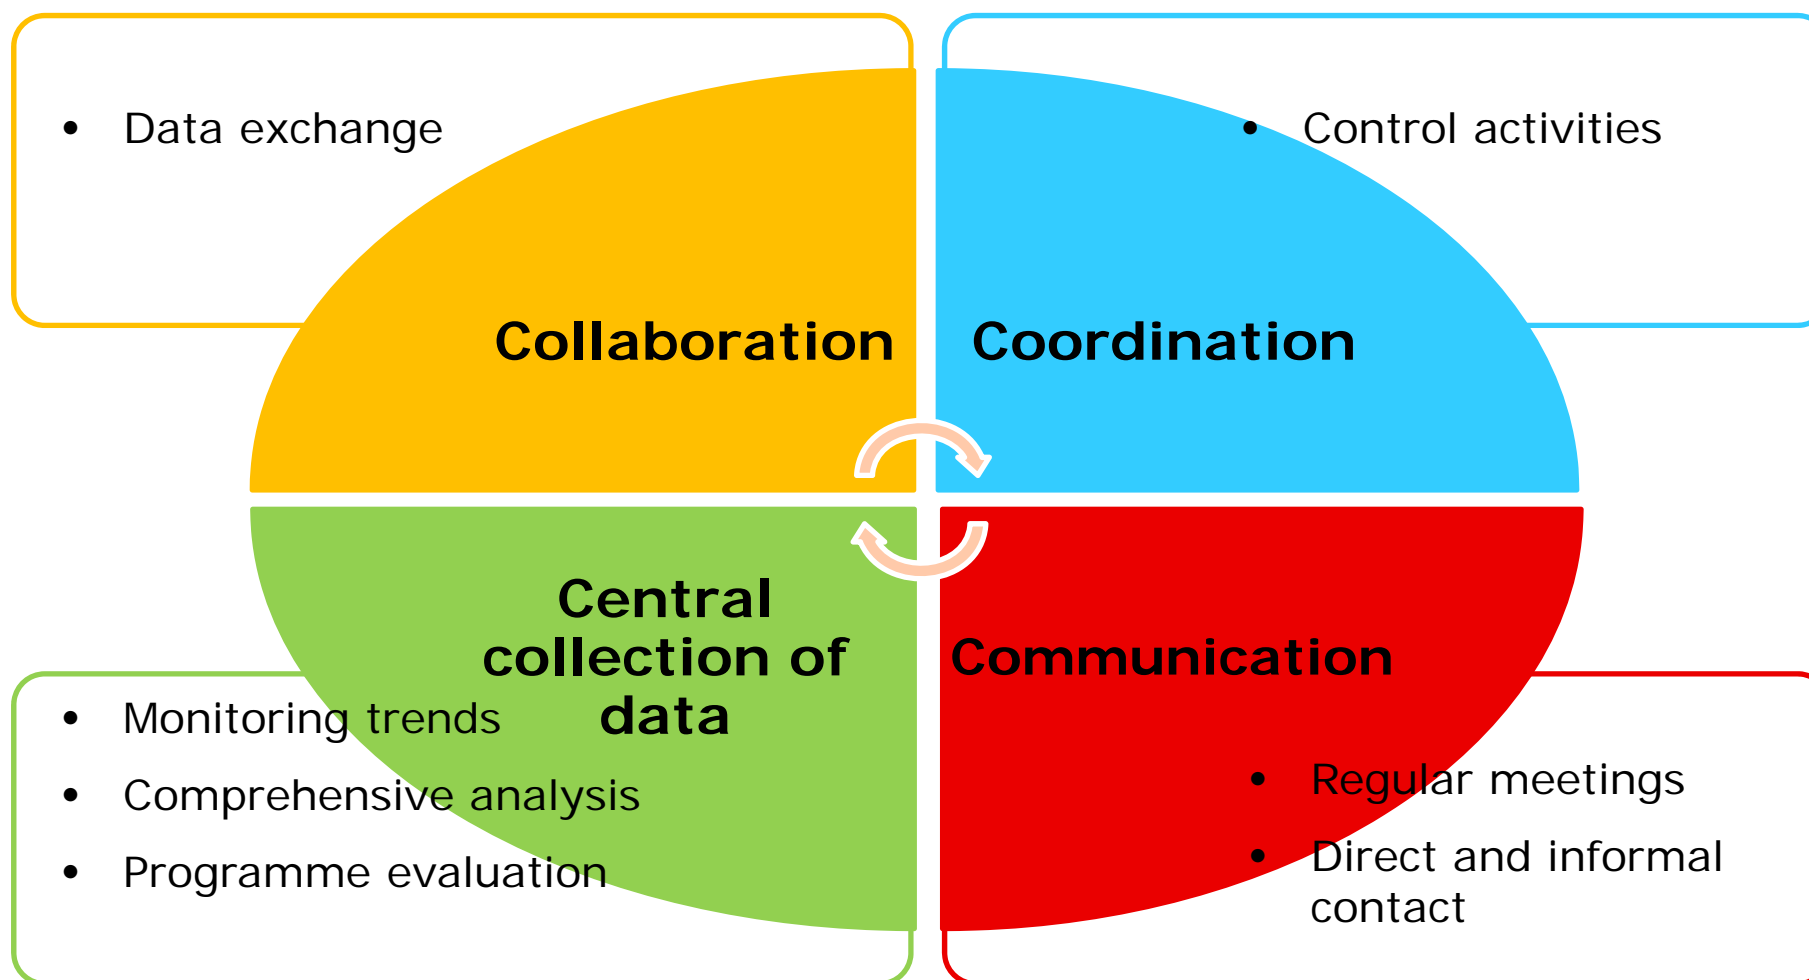 • Data exchange
Collaboration
• Control activities
Coordination
Central
collection of
data
• Monitoring trends
• Comprehensive analysis
• Programme evaluation
Communication
• Regular meetings
• Direct and informal
contact